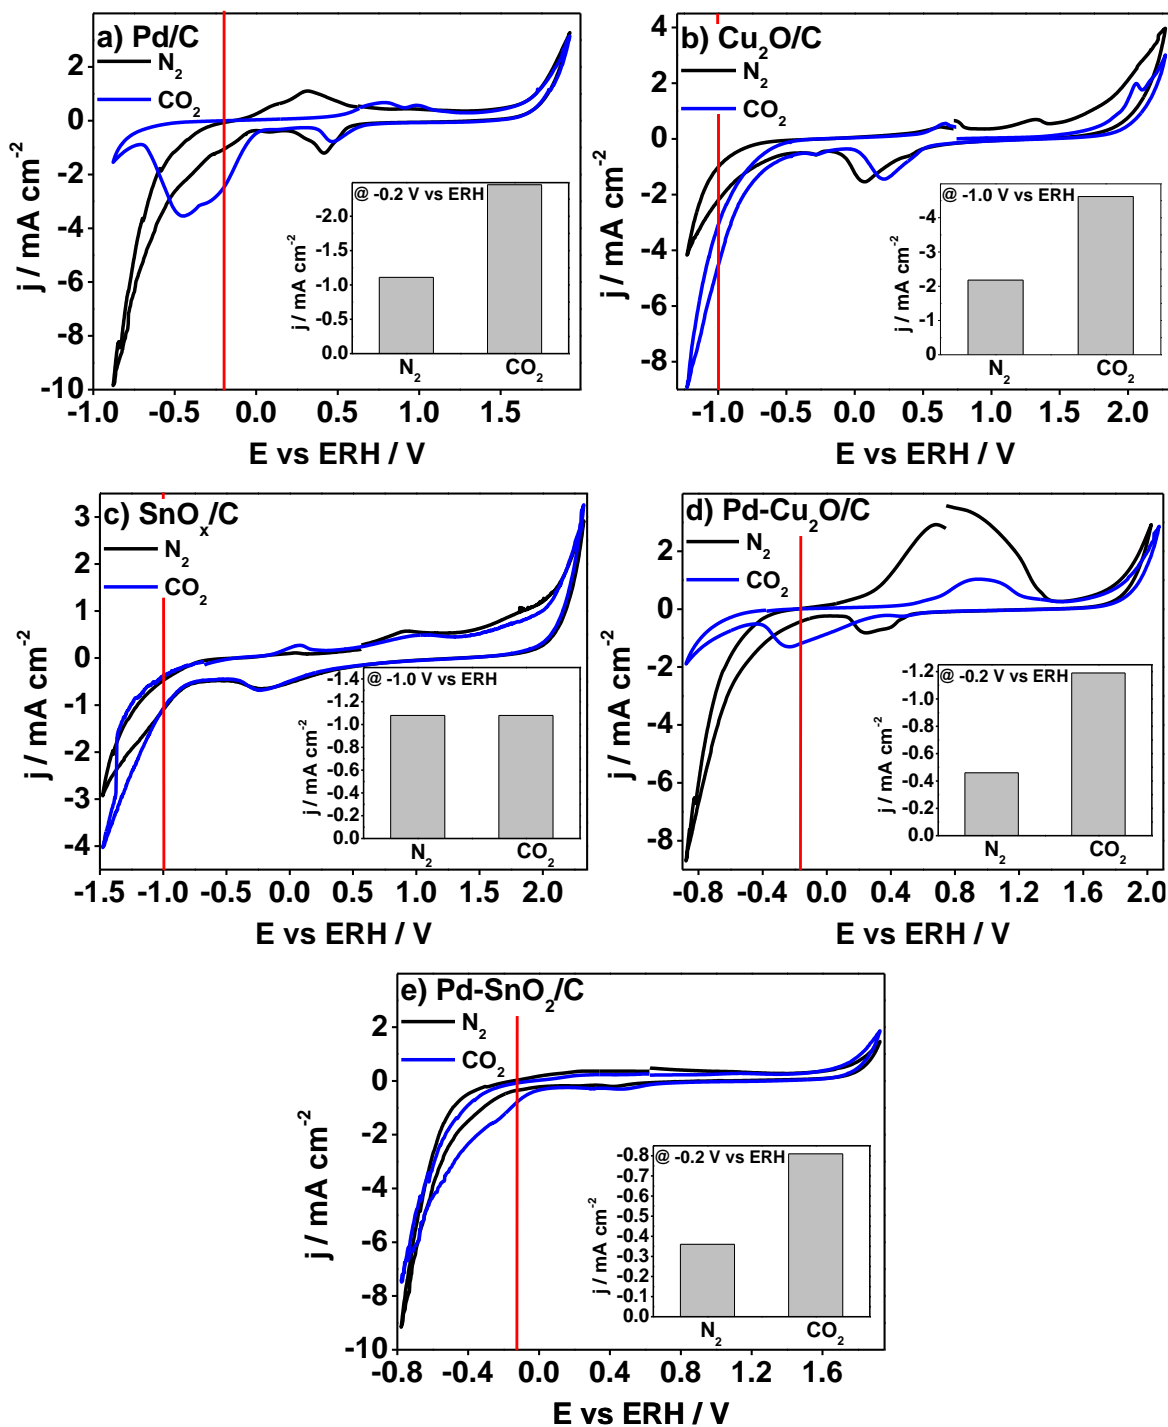 a) Pd/C
N₂
CO₂
2
0
-2
-4
-6
-8
-10
j / mA cm⁻²
-1.0 -0.5 0.0 0.5 1.0 1.5
E vs ERH / V
@ -0.2 V vs ERH
-2.0
-1.5
-1.0
-0.5
0.0
j / mA cm⁻²
N₂ CO₂
b) Cu₂O/C
N₂
CO₂
4
2
0
-2
-4
-6
-8
j / mA cm⁻²
-1.0 -0.5 0.0 0.5 1.0 1.5 2.0
E vs ERH / V
@ -1.0 V vs ERH
-4
-3
-2
-1
0
j / mA cm⁻²
N₂ CO₂
c) SnOₓ/C
N₂
CO₂
3
2
1
0
-1
-2
-3
-4
j / mA cm⁻²
-1.5 -1.0 -0.5 0.0 0.5 1.0 1.5 2.0
E vs ERH / V
@ -1.0 V vs ERH
-1.4
-1.2
-1.0
-0.8
-0.6
-0.4
-0.2
0.0
j / mA cm⁻²
N₂ CO₂
d) Pd-Cu₂O/C
N₂
CO₂
2
0
-2
-4
-6
-8
j / mA cm⁻²
-0.8 -0.4 0.0 0.4 0.8 1.2 1.6 2.0
E vs ERH / V
@ -0.2 V vs ERH
-1.2
-1.0
-0.8
-0.6
-0.4
-0.2
0.0
j / mA cm⁻²
N₂ CO₂
e) Pd-SnO₂/C
N₂
CO₂
2
0
-2
-4
-6
-8
-10
j / mA cm⁻²
-0.8 -0.4 0.0 0.4 0.8 1.2 1.6
E vs ERH / V
@ -0.2 V vs ERH
-0.8
-0.7
-0.6
-0.5
-0.4
-0.3
-0.2
-0.1
0.0
j / mA cm⁻²
N₂ CO₂